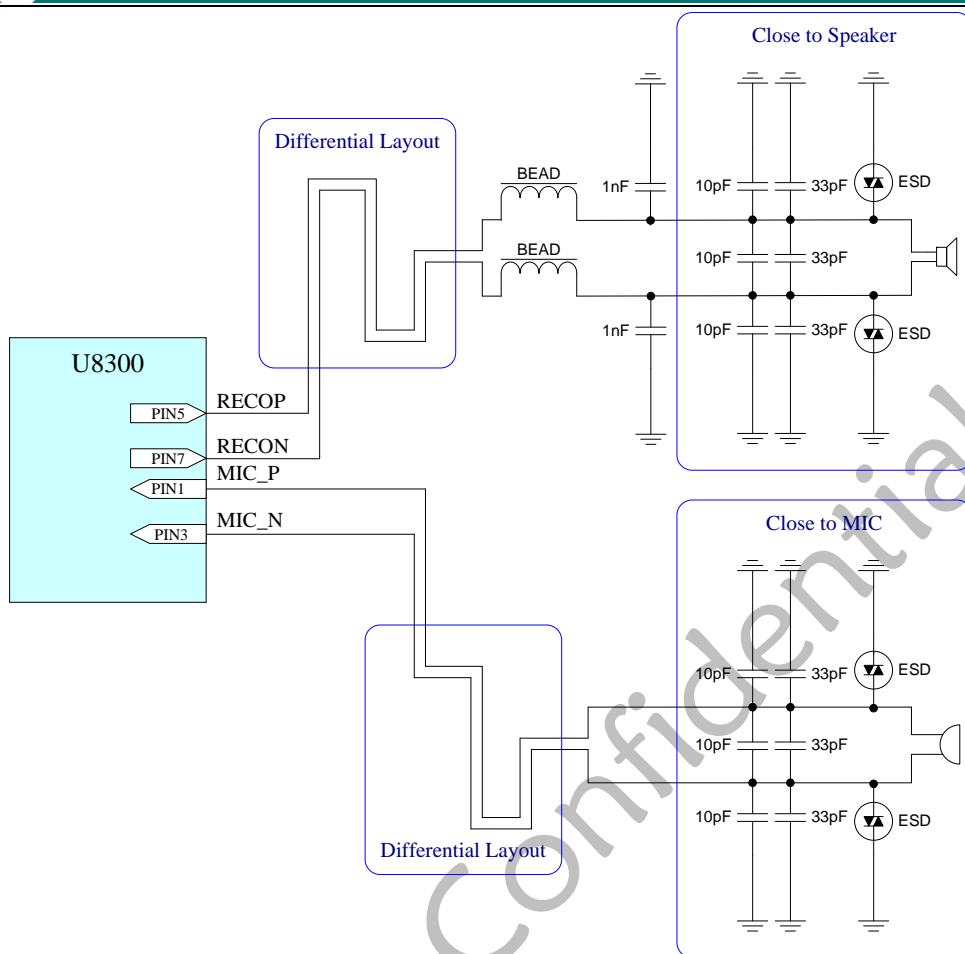 Close to Speaker
Differential Layout
BEAD
1nF
10pF
33pF
ESD
BEAD
10pF
33pF
1nF
10pF
33pF
ESD
U8300
PIN5
RECOP
PIN7
RECON
PIN1
MIC_P
PIN3
MIC_N
Close to MIC
10pF
33pF
ESD
10pF
33pF
10pF
33pF
ESD
Differential Layout
Confidential